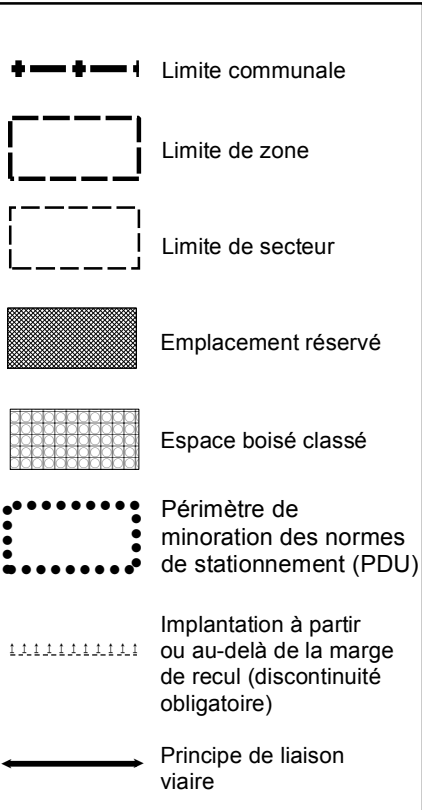 Limite communale
Limite de zone
Limite de secteur
Emplacement réservé
Espace boisé classé
Périmètre de
minoration des normes
de stationnement (PDU)
Implantation à partir
ou au-delà de la marge
de recul (discontinuité
obligatoire)
Principe de liaison
viaire